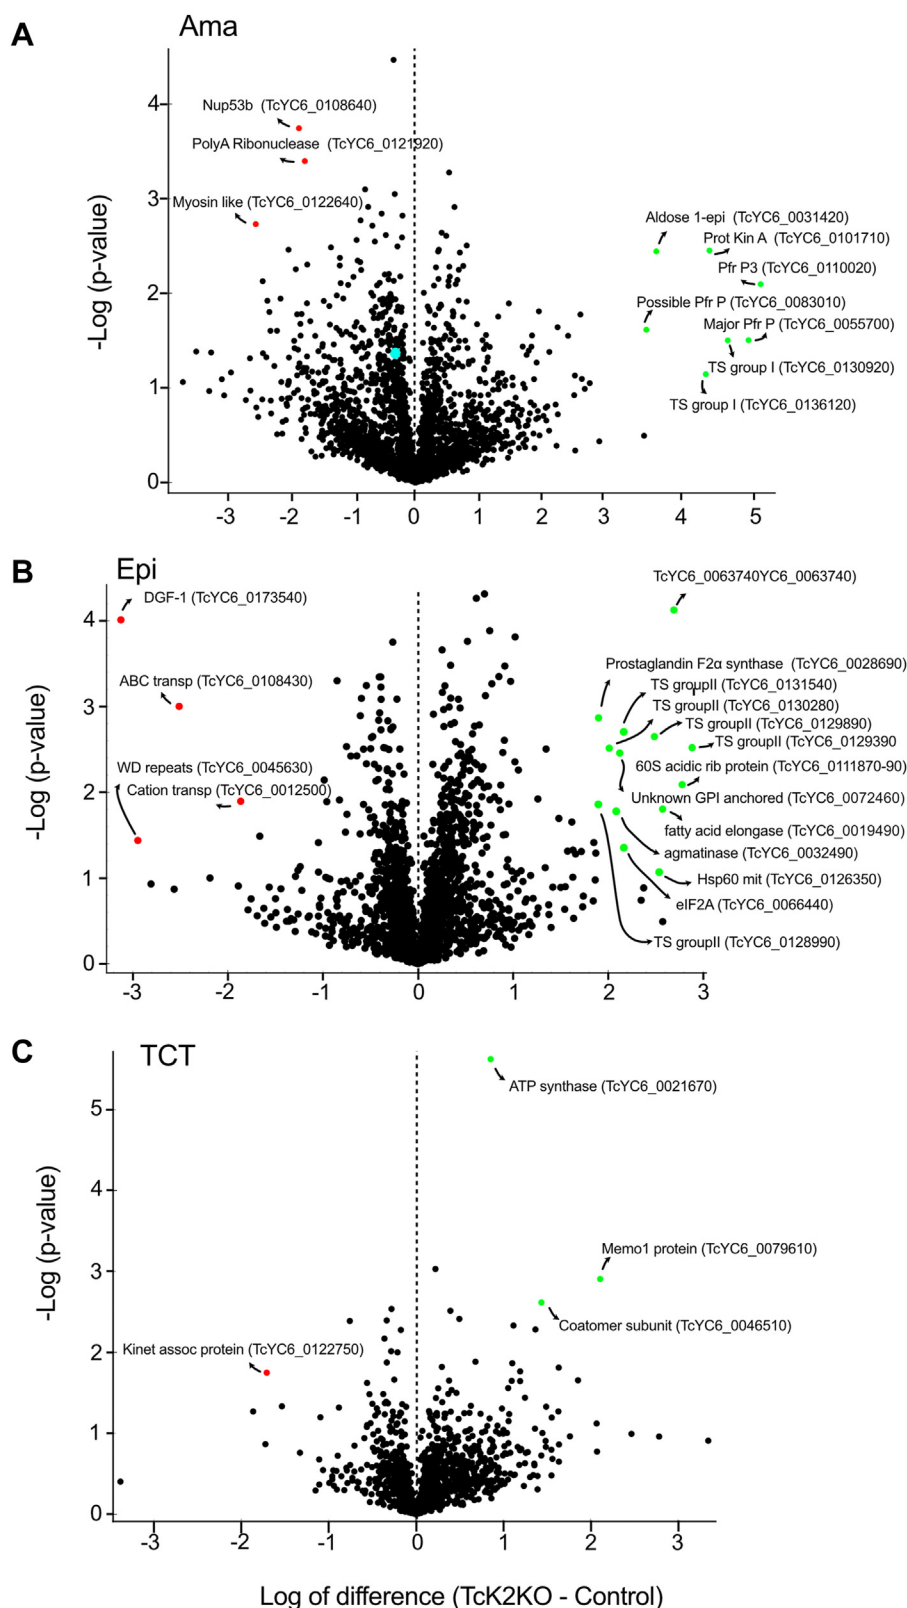 A
Ama
-Log (p-value)
4
3
2
1
0
Nup53b (TcYC6_0108640)
PolyA Ribonuclease (TcYC6_0121920)
Myosin like (TcYC6_0122640)
Aldose 1-epi (TcYC6_0031420)
Prot Kin A (TcYC6_0101710)
Pfr P3 (TcYC6_0110020)
Possible Pfr P (TcYC6_0083010)
Major Pfr P (TcYC6_0055700)
TS group I (TcYC6_0130920)
TS group I (TcYC6_0136120)
-3 -2 -1 0 1 2 3 4 5
B
Epi
-Log (p-value)
4
3
2
1
0
DGF-1 (TcYC6_0173540)
ABC transp (TcYC6_0108430)
WD repeats (TcYC6_0045630)
Cation transp (TcYC6_0012500)
TcYC6_0063740YC6_0063740)
Prostaglandin F2α synthase (TcYC6_0028690)
TS groupII (TcYC6_0131540)
TS groupII (TcYC6_0130280)
TS groupII (TcYC6_0129890)
TS groupII (TcYC6_0129390
60S acidic rib protein (TcYC6_0111870-90)
Unknown GPI anchored (TcYC6_0072460)
fatty acid elongase (TcYC6_0019490)
agmatinase (TcYC6_0032490)
Hsp60 mit (TcYC6_0126350)
eIF2A (TcYC6_0066440)
TS groupII (TcYC6_0128990)
-3 -2 -1 0 1 2 3
C
TCT
-Log (p-value)
5
4
3
2
1
0
ATP synthase (TcYC6_0021670)
Memo1 protein (TcYC6_0079610)
Coatomer subunit (TcYC6_0046510)
Kinet assoc protein (TcYC6_0122750)
-3 -2 -1 0 1 2 3
Log of difference (TcK2KO - Control)